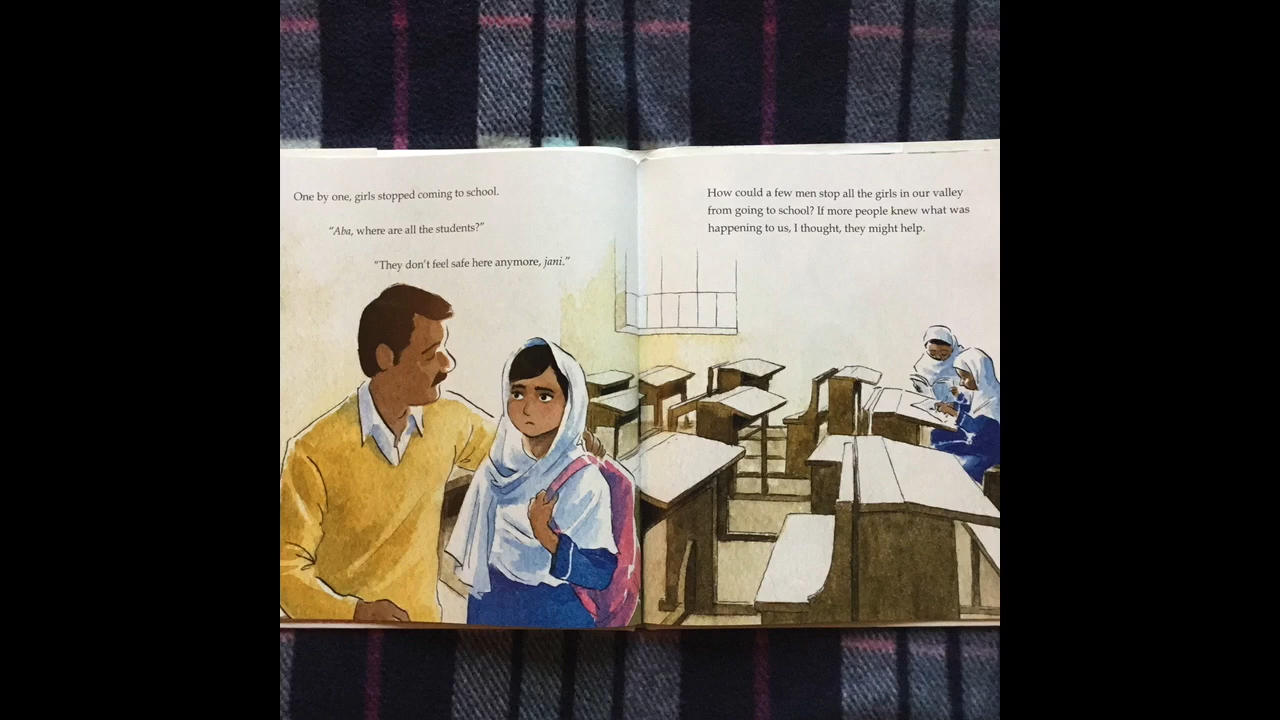 One by one, girls stopped coming to school.
“Aba, where are all the students?”
“They don’t feel safe here anymore, jani.”
How could a few men stop all the girls in our valley
from going to school? If more people knew what was
happening to us, I thought, they might help.